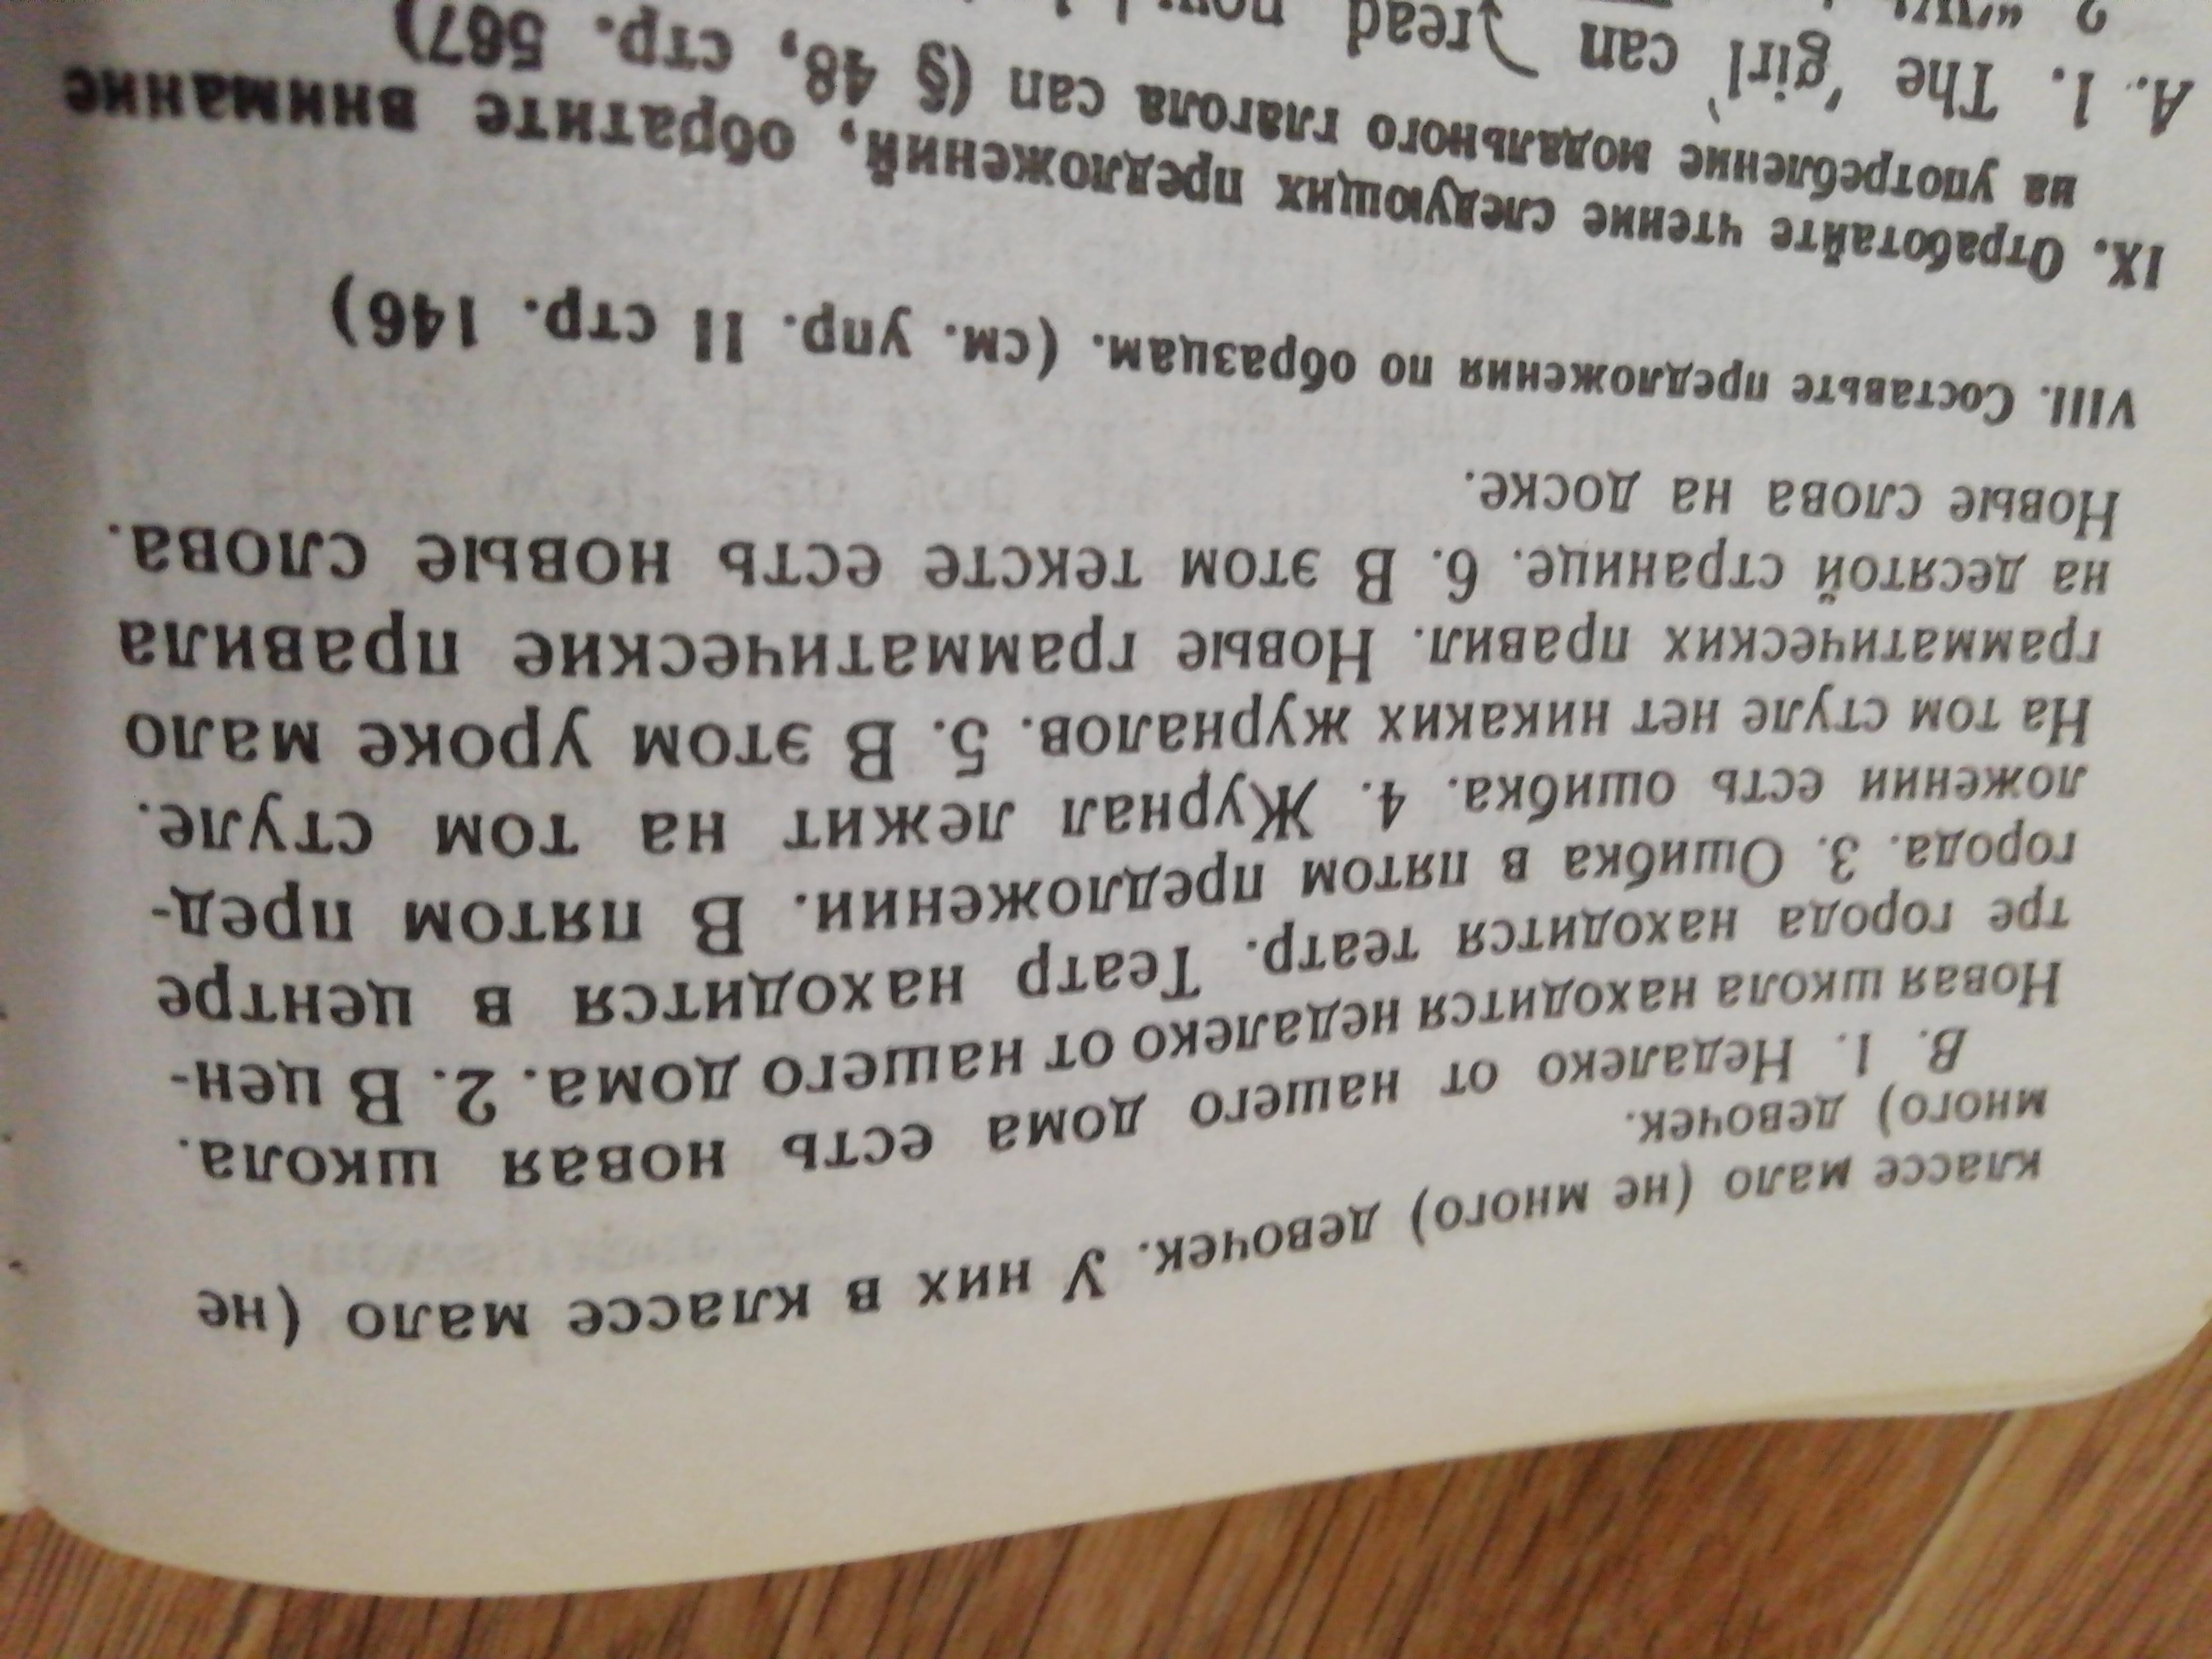 классе мало (не много) девочек. У них в классе мало (не
много) девочек.
В. 1. Недалеко от нашего дома есть новая школа.
Новая школа находится недалеко от нашего дома. 2. В цен-
тре города находится театр. Театр находится в центре
города. 3. Ошибка в пятом предложении. В пятом пред-
ложении есть ошибка. 4. Журнал лежит на том стуле.
На том стуле нет никаких журналов. 5. В этом уроке мало
грамматических правил. Новые грамматические правила
на десятой странице. 6. В этом тексте есть новые слова.
Новые слова на доске.
VIII. Составьте предложения по образцам. (см. упр. II стр. 146)
IX. Отработайте чтение следующих предложений, обратите внимание
на употребление модального глагола can (§ 48, стр. 567)
A. 1. The 'girl can read
2